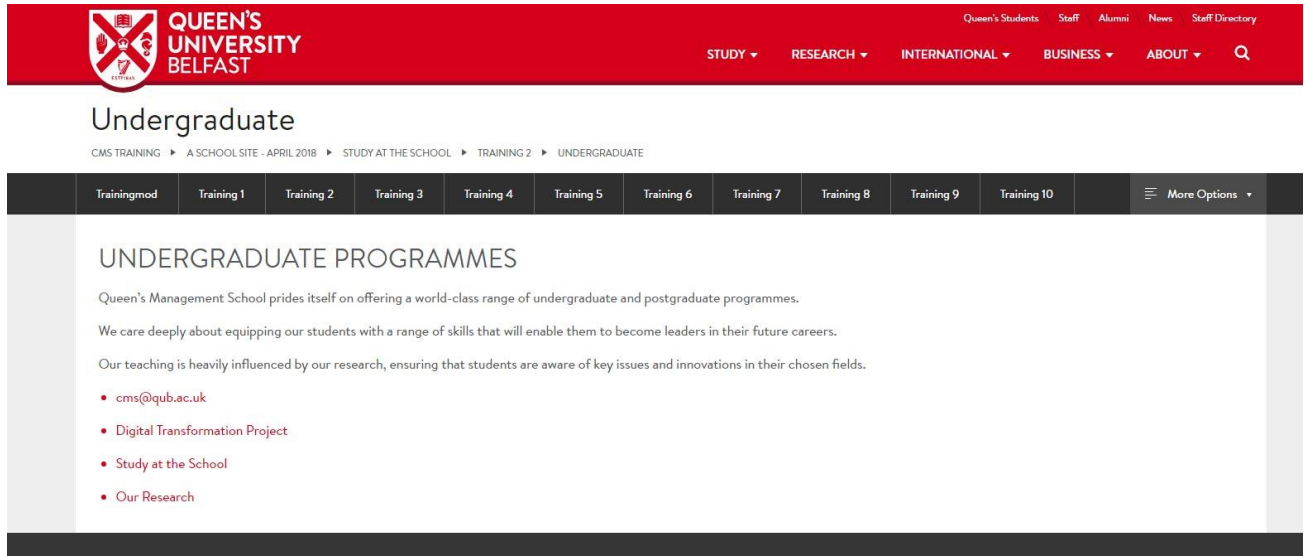 QUEEN'S
UNIVERSITY
BELFAST
ESTD 1845
Queen's Students Staff Alumni News Staff Directory
STUDY RESEARCH INTERNATIONAL BUSINESS ABOUT
Undergraduate
CMS TRAINING A SCHOOL SITE - APRIL 2018 STUDY AT THE SCHOOL TRAINING 2 UNDERGRADUATE
Trainingmod Training 1 Training 2 Training 3 Training 4 Training 5 Training 6 Training 7 Training 8 Training 9 Training 10 More Options
UNDERGRADUATE PROGRAMMES
Queen's Management School prides itself on offering a world-class range of undergraduate and postgraduate programmes.
We care deeply about equipping our students with a range of skills that will enable them to become leaders in their future careers.
Our teaching is heavily influenced by our research, ensuring that students are aware of key issues and innovations in their chosen fields.
cms@qub.ac.uk
Digital Transformation Project
Study at the School
Our Research